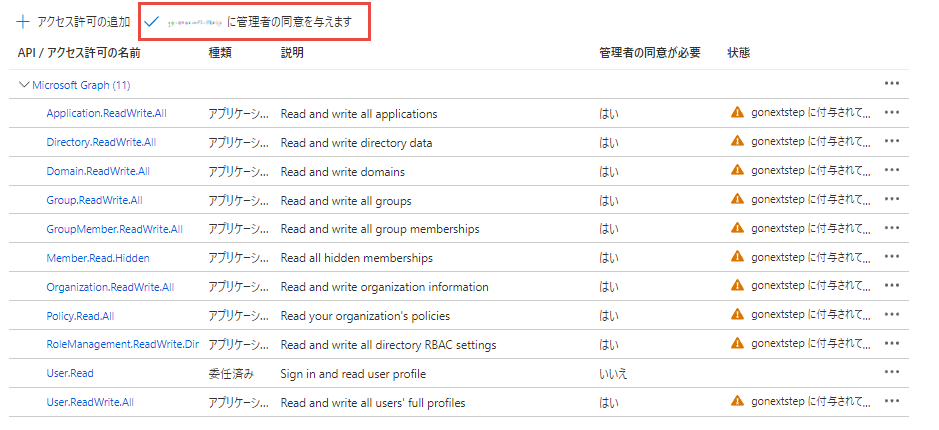 アクセス許可の追加 に管理者の同意を与えます
API / アクセス許可の名前 種類 説明 管理者の同意が必要 状態
Microsoft Graph (11)
Application.ReadWrite.All アプリケーシ... Read and write all applications はい gonextstep に付与されて...
Directory.ReadWrite.All アプリケーシ... Read and write directory data はい gonextstep に付与されて...
Domain.ReadWrite.All アプリケーシ... Read and write domains はい gonextstep に付与されて...
Group.ReadWrite.All アプリケーシ... Read and write all groups はい gonextstep に付与されて...
GroupMember.ReadWrite.All アプリケーシ... Read and write all group memberships はい gonextstep に付与されて...
Member.Read.Hidden アプリケーシ... Read all hidden memberships はい gonextstep に付与されて...
Organization.ReadWrite.All アプリケーシ... Read and write organization information はい gonextstep に付与されて...
Policy.Read.All アプリケーシ... Read your organization's policies はい gonextstep に付与されて...
RoleManagement.ReadWrite.Dir アプリケーシ... Read and write all directory RBAC settings はい gonextstep に付与されて...
User.Read 委任済み Sign in and read user profile いいえ
User.ReadWrite.All アプリケーシ... Read and write all users' full profiles はい gonextstep に付与されて...